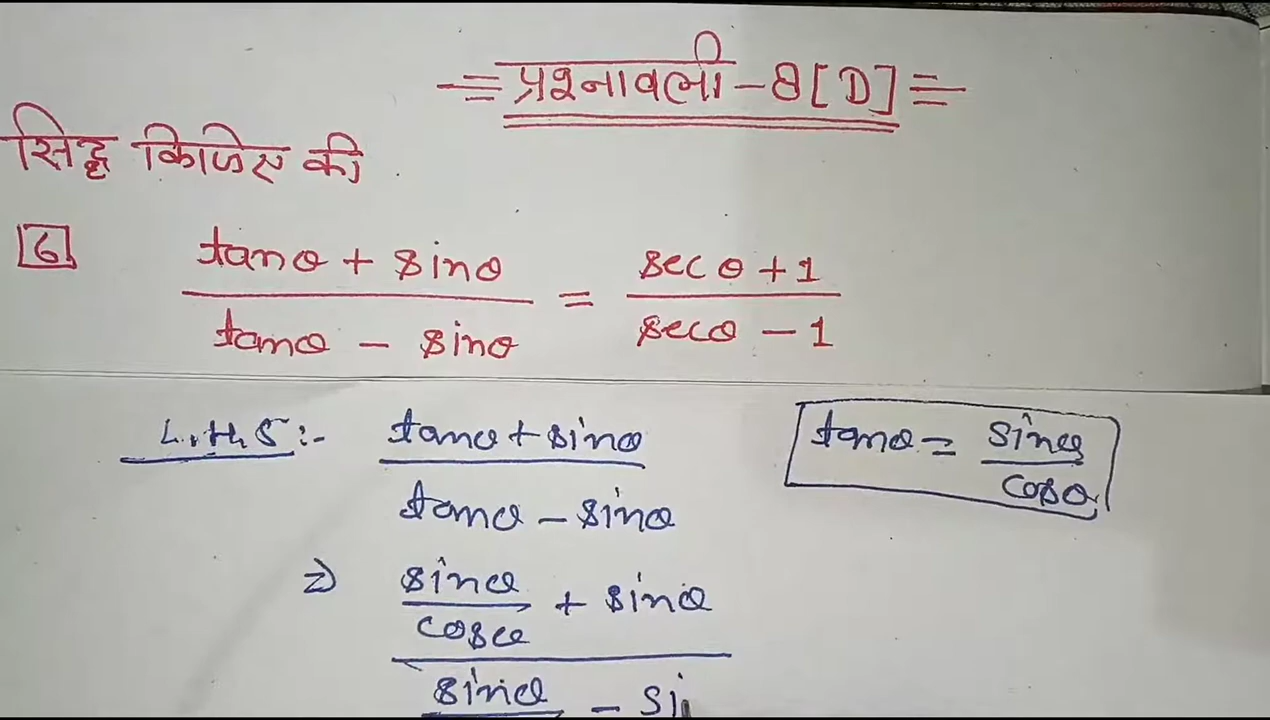 प्रश्नावली - 8 [D]
सिद्ध किजिए की
6 tanθ + sinθ / tanθ - sinθ = secθ + 1 / secθ - 1
L.H.S :- tanθ + sinθ / tanθ - sinθ
tanθ = sinθ / cosθ
⇒ sinθ / cosθ + sinθ
sinθ - si